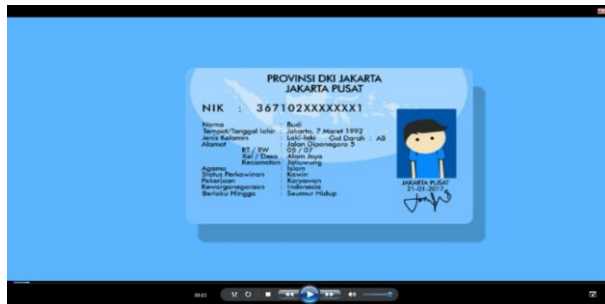 PROVINSI DKI JAKARTA
JAKARTA PUSAT
NIK : 367102XXXXXXX1
Nama : Budi
Tempat/Tanggal lahir : Jakarta, 7 Maret 1992
Jenis Kelamin : Laki-laki Gol Darah : AB
Alamat : Jalan Diponegoro 5
RT / RW : 05 / 07
Kel / Desa : Alam Jaya
Kecamatan : Jatiuwung
Agama : Islam
Status Perkawinan : Kawin
Pekerjaan : Karyawan
Kewarganegaraan : Indonesia
Berlaku Hingga : Seumur Hidup
JAKARTA PUSAT
21-01-2017